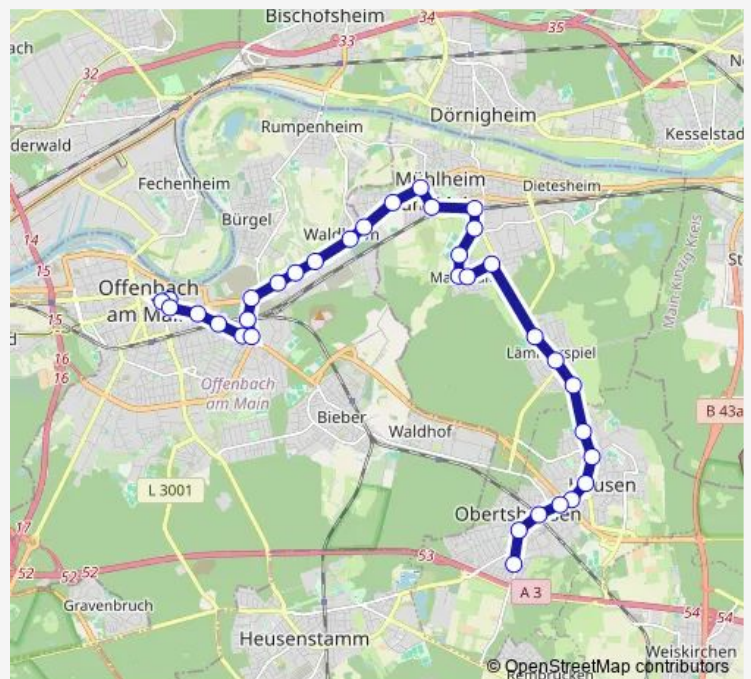 Bischofsheim
34
35
33
32
ach
N
derwald
Rumpenheim
Dörnigheim
Kesselstad
Fechenheim
Mühlheim
Dietesheim
14
15
Bürgel
Main-Kinzig-Kreis
St
Offenbach
am Main
15
16
16
Offenbach
am Main
Bieber
Waldhof
B 43a
L 3001
Obertshausen
17
52
52
52
53
A 3
54
54
Gravenbruch
Heusenstamm
Weiskirchen
© OpenStreetMap contributors